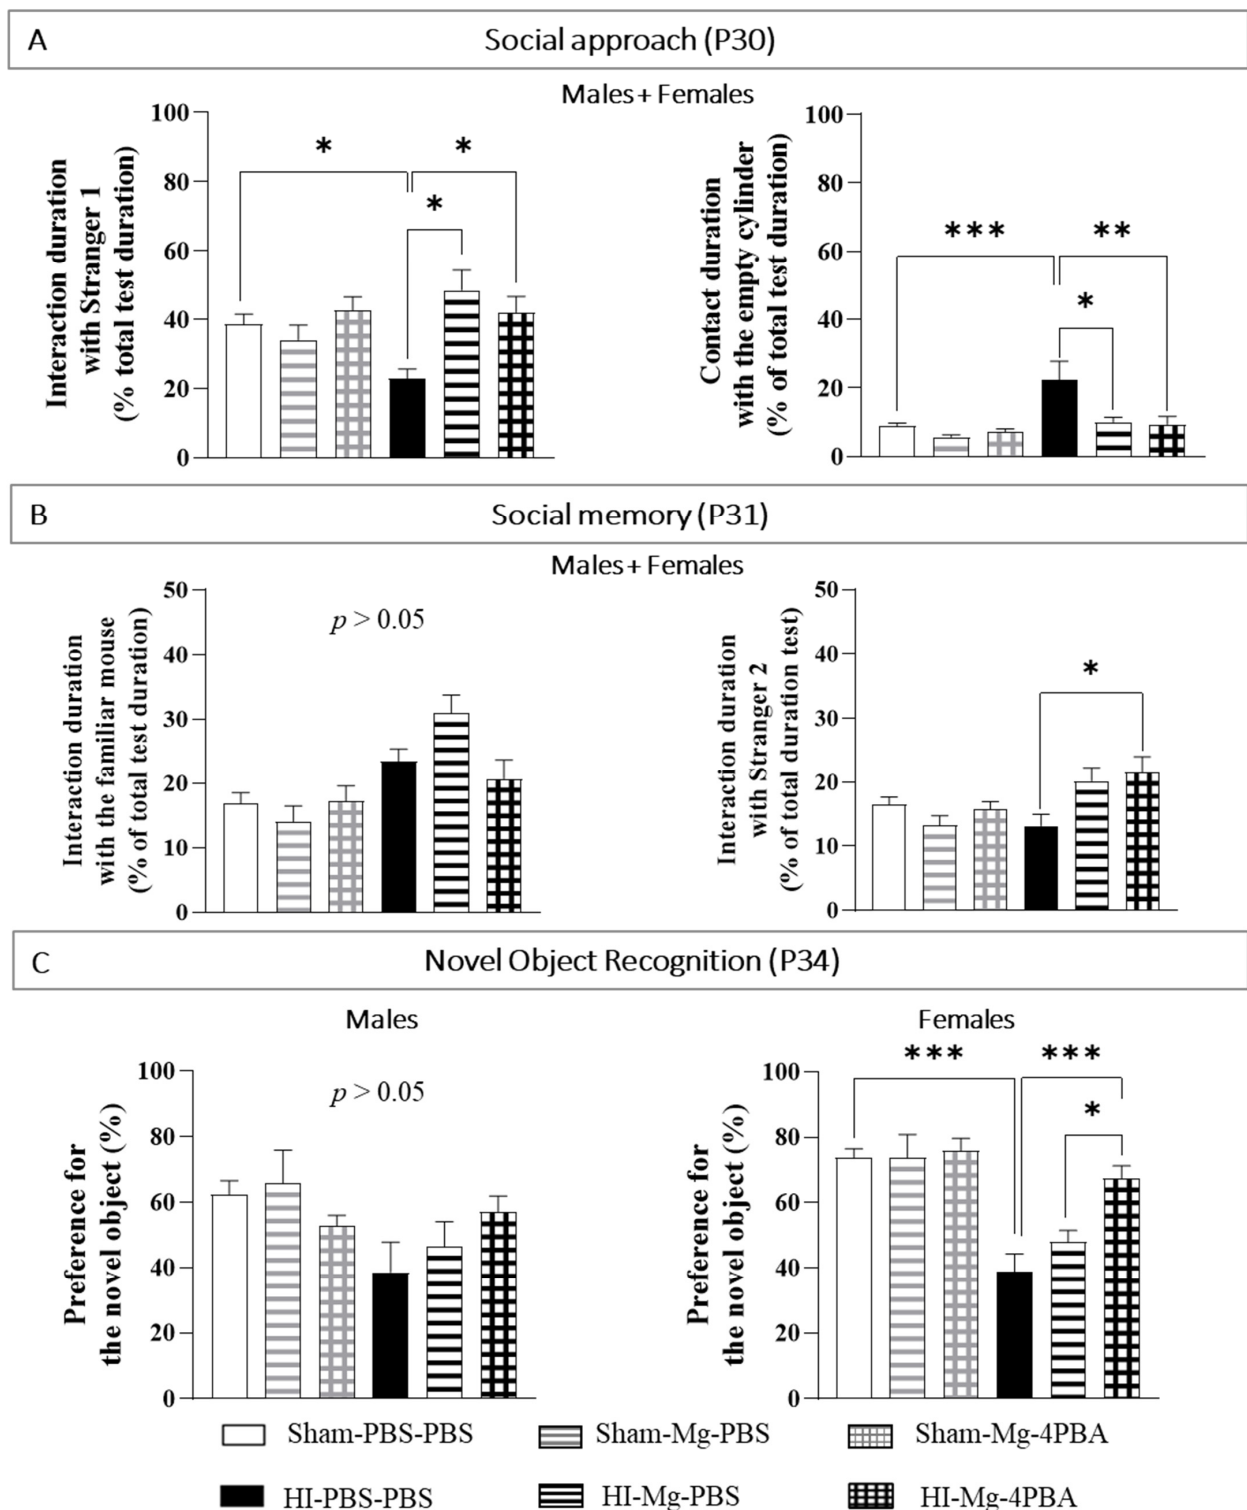 A
Social approach (P30)
Males + Females
Interaction duration
with Stranger 1
(% total test duration)
100
80
60
40
20
0
*
*
*
Contact duration
with the empty cylinder
(% of total test duration)
100
80
60
40
20
0
***
**
*
B
Social memory (P31)
Males + Females
Interaction duration
with the familiar mouse
(% of total test duration)
50
40
30
20
10
0
p > 0.05
Interaction duration
with Stranger 2
(% of total duration test)
50
40
30
20
10
0
*
C
Novel Object Recognition (P34)
Males
Preference for
the novel object (%)
100
80
60
40
20
0
p > 0.05
Females
Preference for
the novel object (%)
100
80
60
40
20
0
***
***
*
Sham-PBS-PBS
Sham-Mg-PBS
Sham-Mg-4PBA
HI-PBS-PBS
HI-Mg-PBS
HI-Mg-4PBA